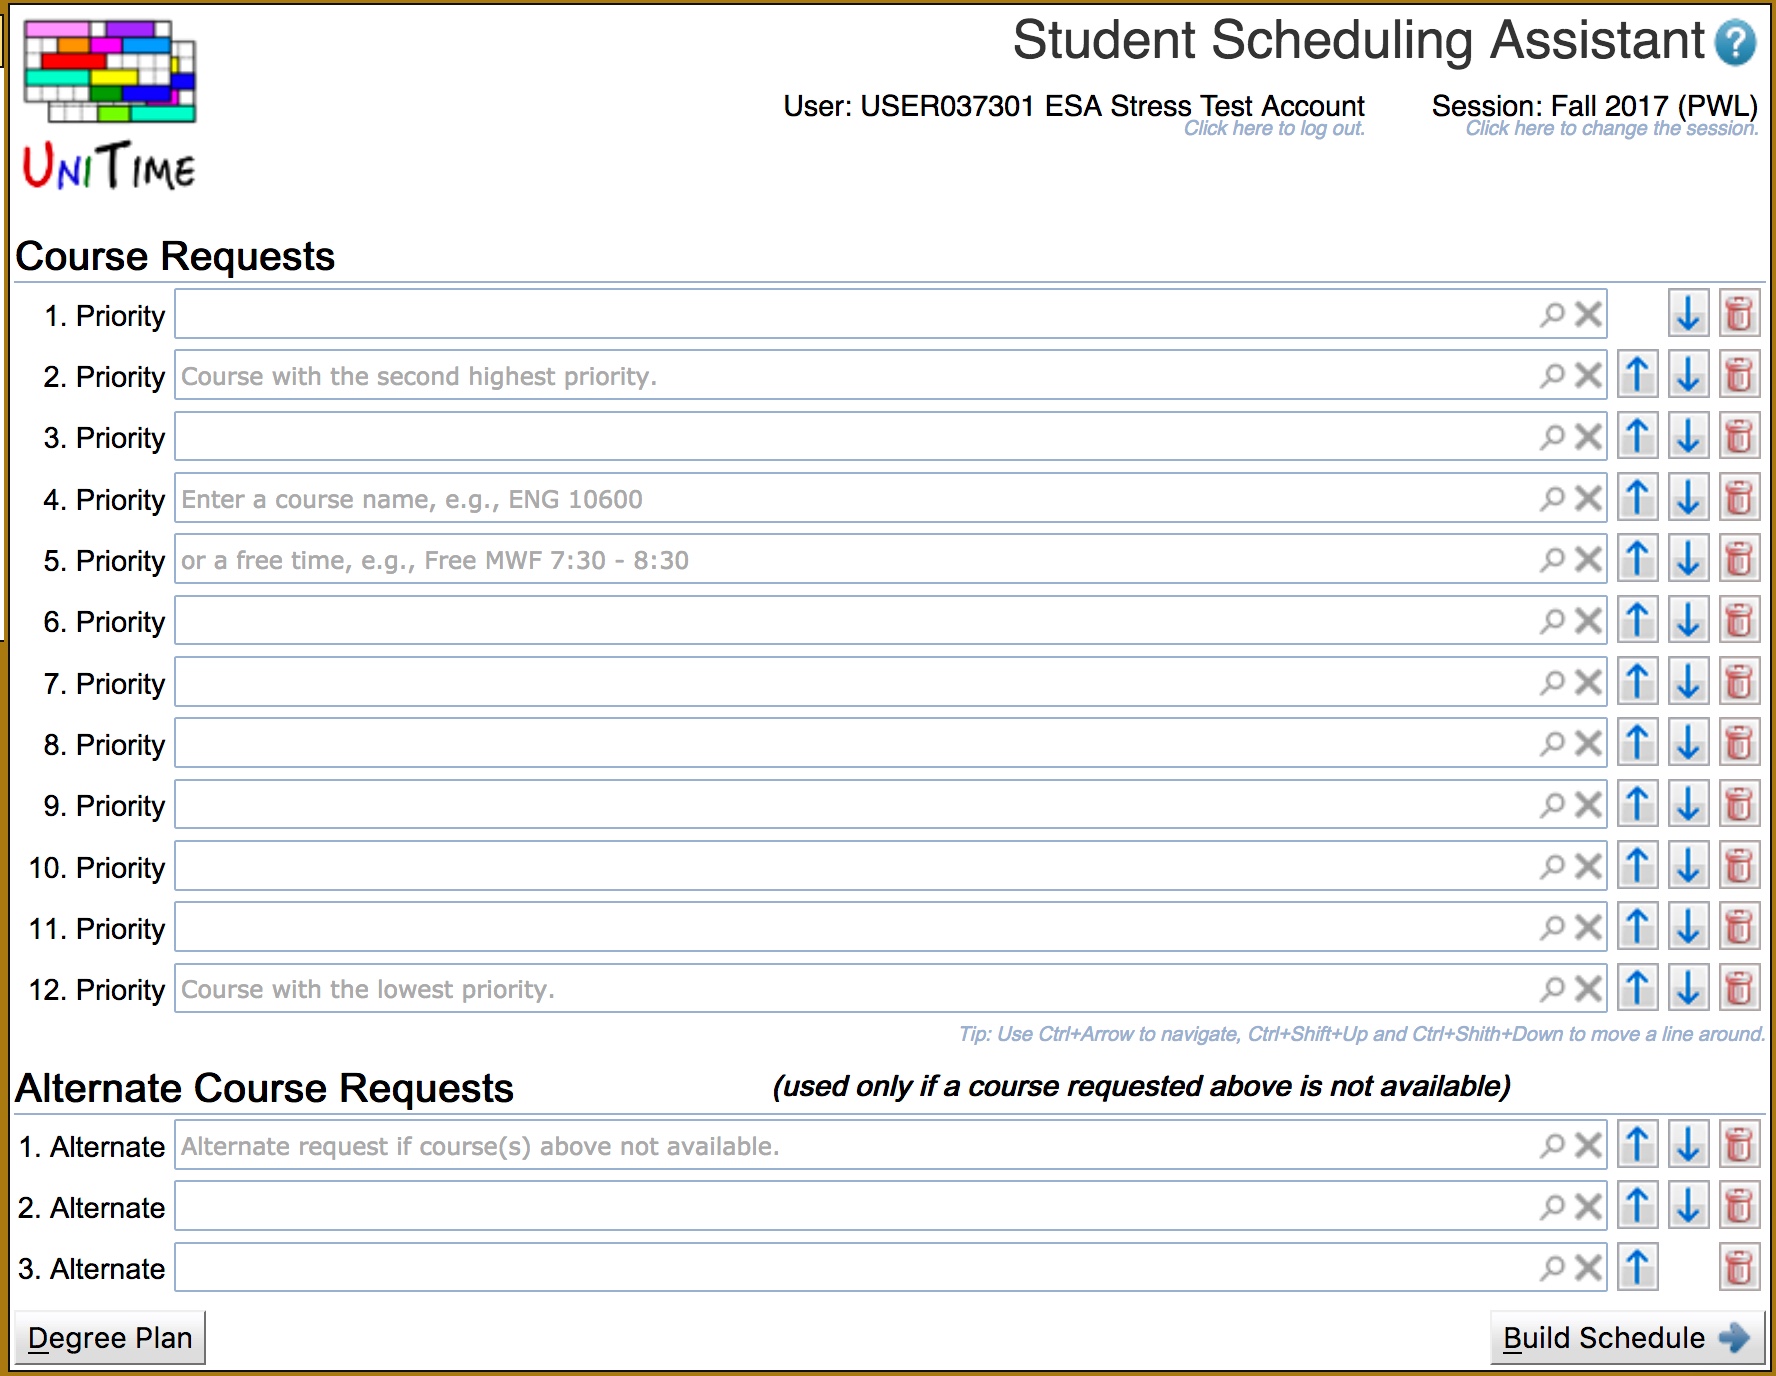 Student Scheduling Assistant ?
User: USER037301 ESA Stress Test Account Session: Fall 2017 (PWL)
Click here to log out. Click here to change the session.
UNITIME
Course Requests
1. Priority
2. Priority Course with the second highest priority.
3. Priority
4. Priority Enter a course name, e.g., ENG 10600
5. Priority or a free time, e.g., Free MWF 7:30 - 8:30
6. Priority
7. Priority
8. Priority
9. Priority
10. Priority
11. Priority
12. Priority Course with the lowest priority.
Tip: Use Ctrl+Arrow to navigate, Ctrl+Shift+Up and Ctrl+Shith+Down to move a line around.
Alternate Course Requests (used only if a course requested above is not available)
1. Alternate Alternate request if course(s) above not available.
2. Alternate
3. Alternate
Degree Plan Build Schedule